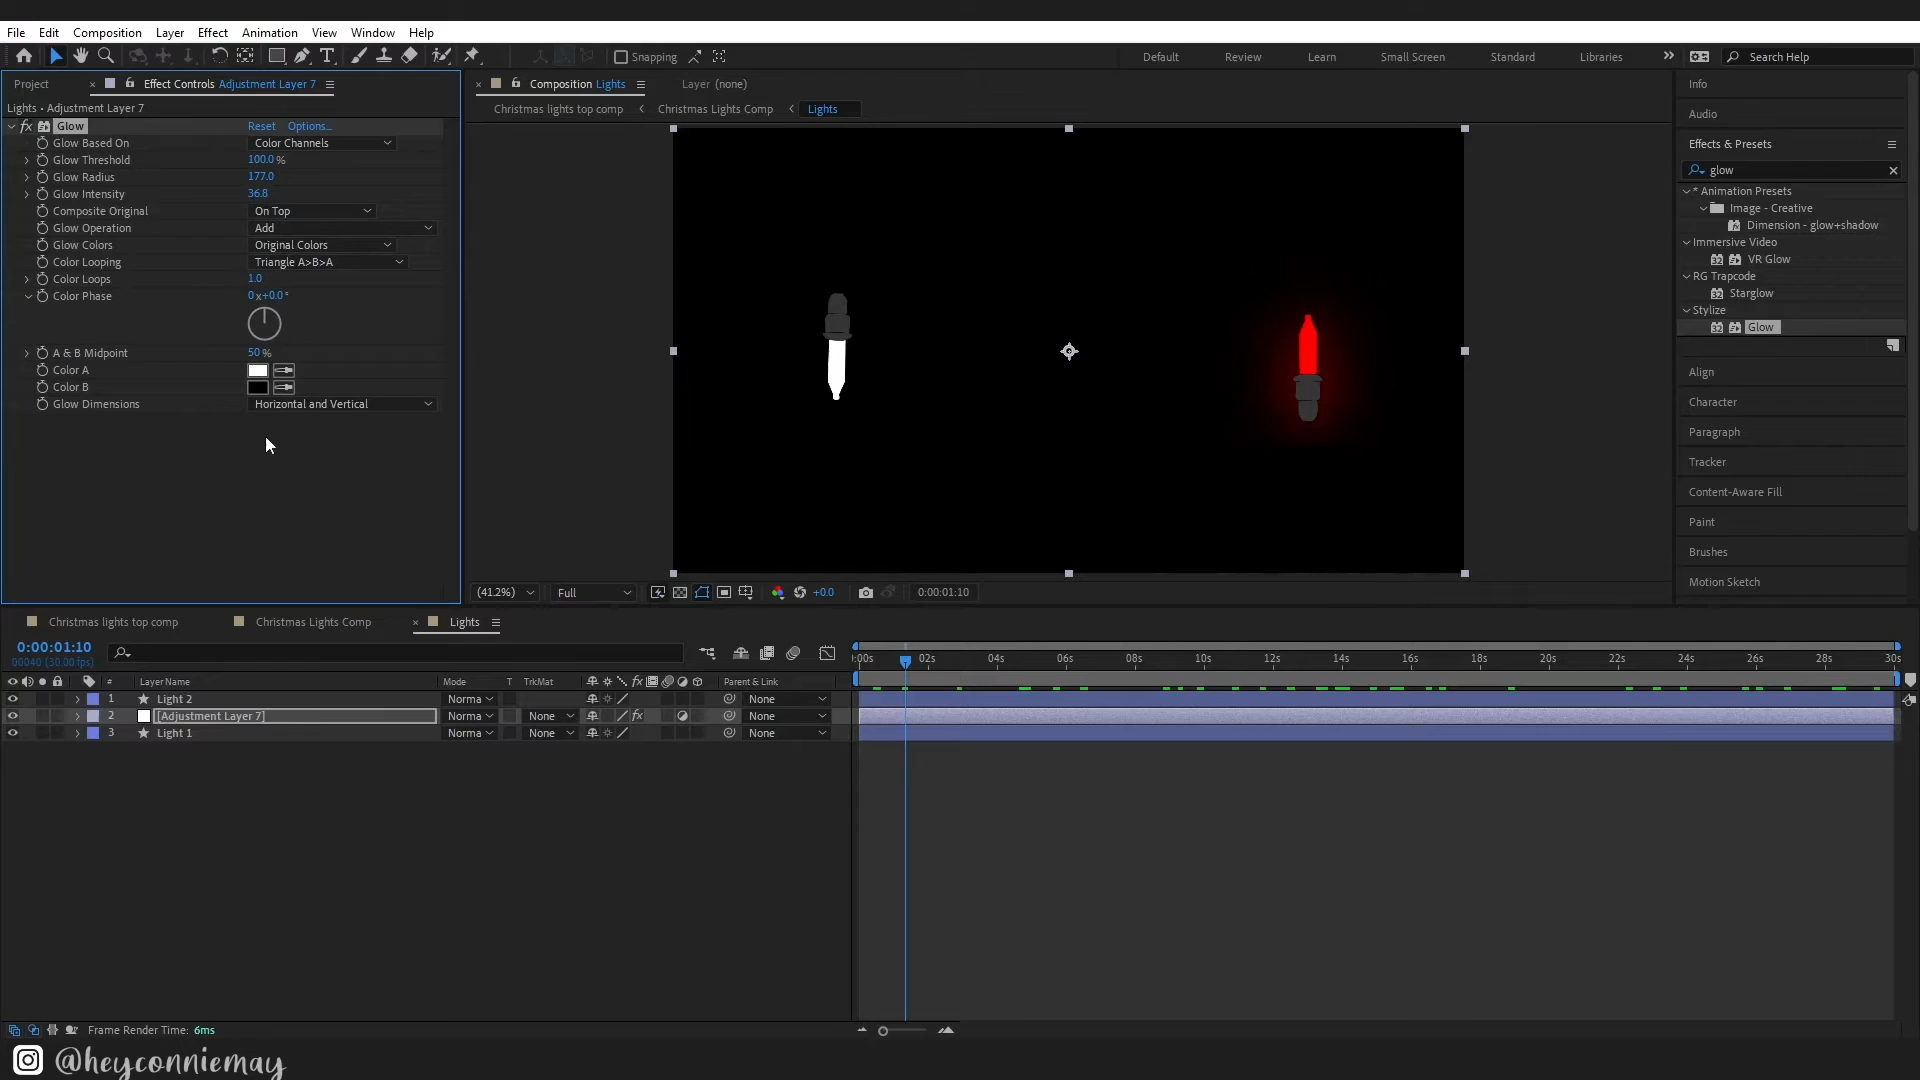 File Edit Composition Layer Effect Animation View Window Help
Snapping Default Review Learn Small Screen Standard Libraries Search Help
Project Effect Controls Adjustment Layer 7
Composition Lights Layer (none)
Info
Lights • Adjustment Layer 7
Christmas lights top comp Christmas Lights Comp Lights
Audio
fx Glow Reset Options...
Glow Based On Color Channels
Glow Threshold 100.0 %
Glow Radius 177.0
Glow Intensity 36.8
Composite Original On Top
Glow Operation Add
Glow Colors Original Colors
Color Looping Triangle A>B>A
Color Loops 1.0
Color Phase 0 x+0.0 °
A & B Midpoint 50 %
Color A
Color B
Glow Dimensions Horizontal and Vertical
Effects & Presets
glow
* Animation Presets
Image - Creative
Dimension - glow+shadow
Immersive Video
32 VR Glow
RG Trapcode
32 Starglow
Stylize
32 Glow
Align
Character
Paragraph
Tracker
Content-Aware Fill
Paint
Brushes
Motion Sketch
(41.2%) Full +0.0 0:00:01:10
Christmas lights top comp Christmas Lights Comp Lights
0:00:01:10
00040 (30.00 fps)
:00s 02s 04s 06s 08s 10s 12s 14s 16s 18s 20s 22s 24s 26s 28s 30s
# Layer Name Mode T TrkMat fx Parent & Link
1 Light 2 Norma None
2 [Adjustment Layer 7] Norma None fx None
3 Light 1 Norma None None
Frame Render Time: 6ms
@heyconniemay